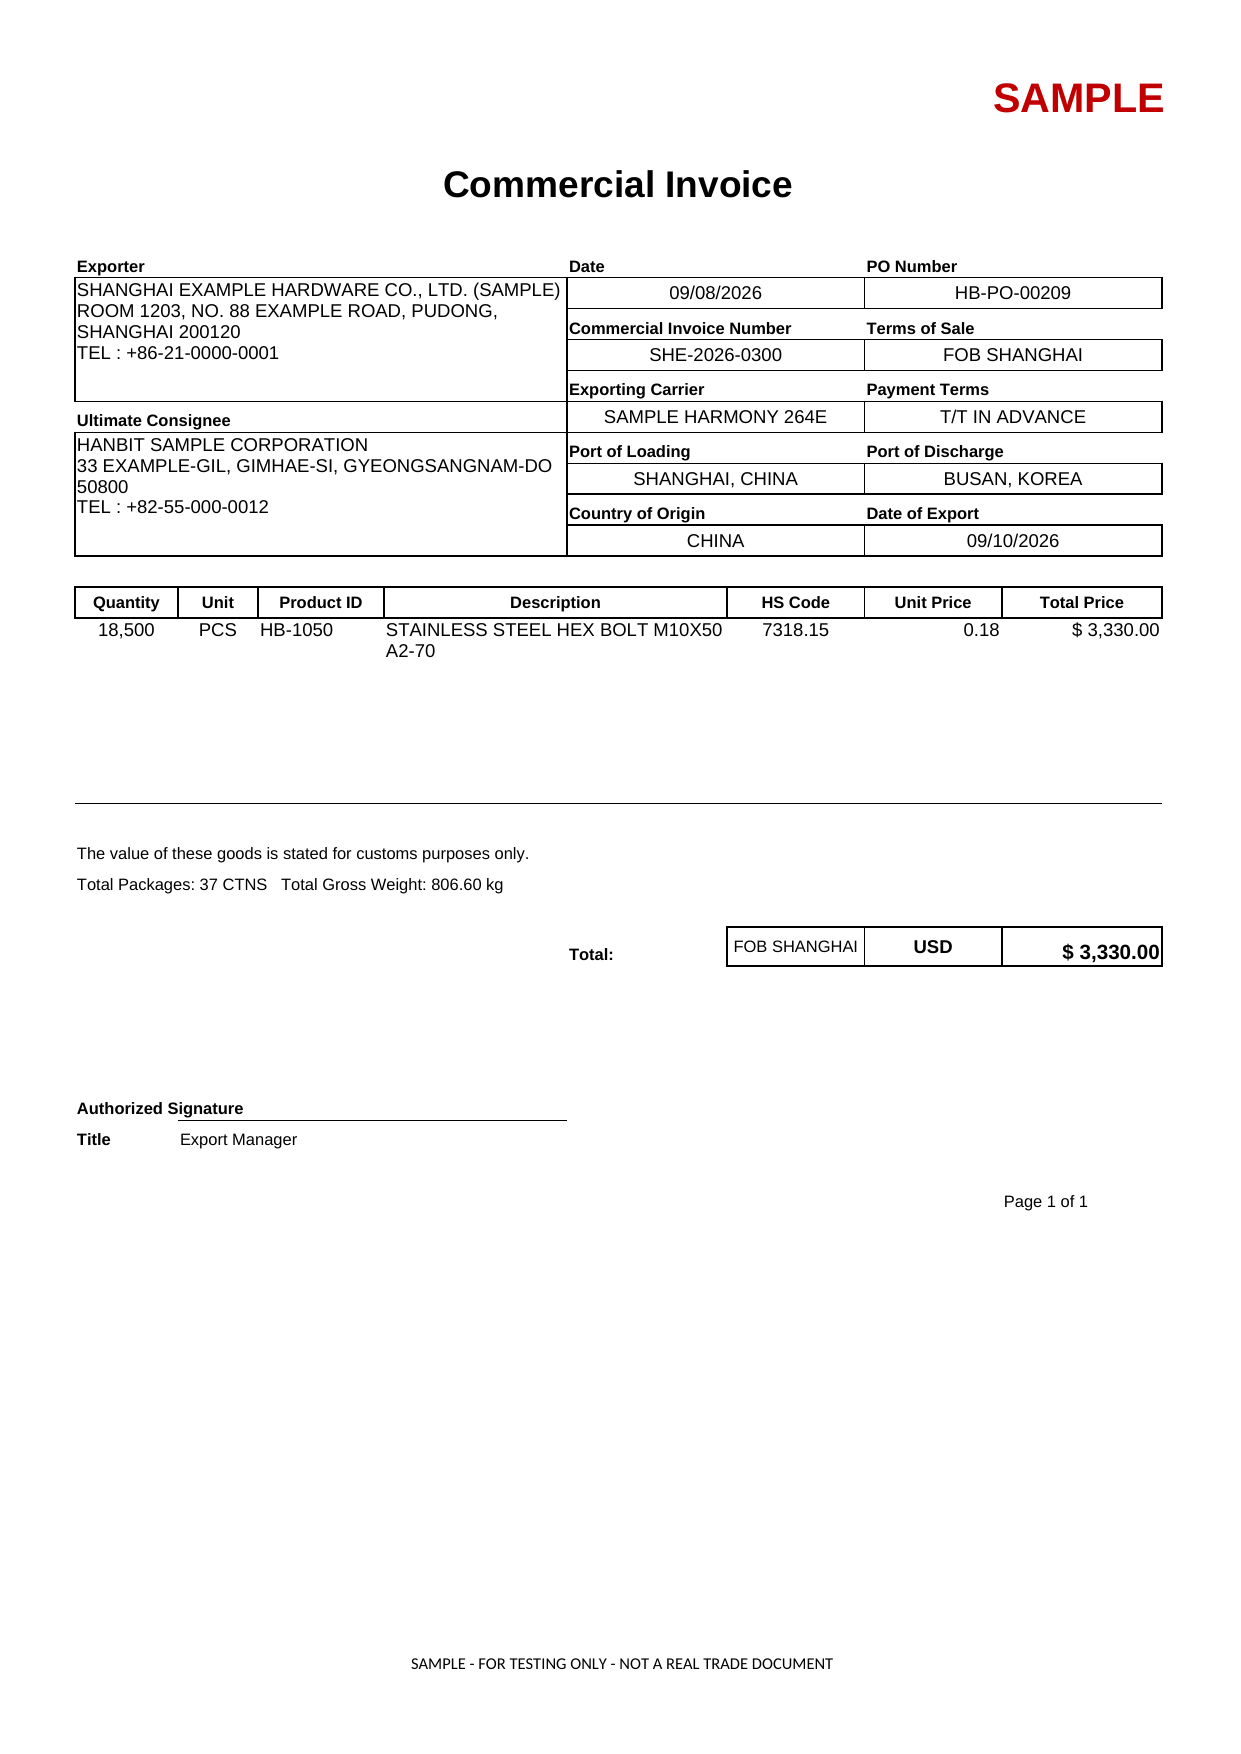 SAMPLE
Commercial Invoice
Exporter
SHANGHAI EXAMPLE HARDWARE CO., LTD. (SAMPLE)
ROOM 1203, NO. 88 EXAMPLE ROAD, PUDONG,
SHANGHAI 200120
TEL : +86-21-0000-0001
Ultimate Consignee
HANBIT SAMPLE CORPORATION
33 EXAMPLE-GIL, GIMHAE-SI, GYEONGSANGNAM-DO
50800
TEL : +82-55-000-0012
Date PO Number
09/08/2026 HB-PO-00209
Commercial Invoice Number Terms of Sale
SHE-2026-0300 FOB SHANGHAI
Exporting Carrier Payment Terms
SAMPLE HARMONY 264E T/T IN ADVANCE
Port of Loading Port of Discharge
SHANGHAI, CHINA BUSAN, KOREA
Country of Origin Date of Export
CHINA 09/10/2026
Quantity Unit Product ID Description HS Code Unit Price Total Price
18,500 PCS HB-1050 STAINLESS STEEL HEX BOLT M10X50 7318.15 0.18 $ 3,330.00
A2-70
The value of these goods is stated for customs purposes only.
Total Packages: 37 CTNS Total Gross Weight: 806.60 kg
Total: FOB SHANGHAI USD $ 3,330.00
Authorized Signature
Title Export Manager
Page 1 of 1
SAMPLE - FOR TESTING ONLY - NOT A REAL TRADE DOCUMENT